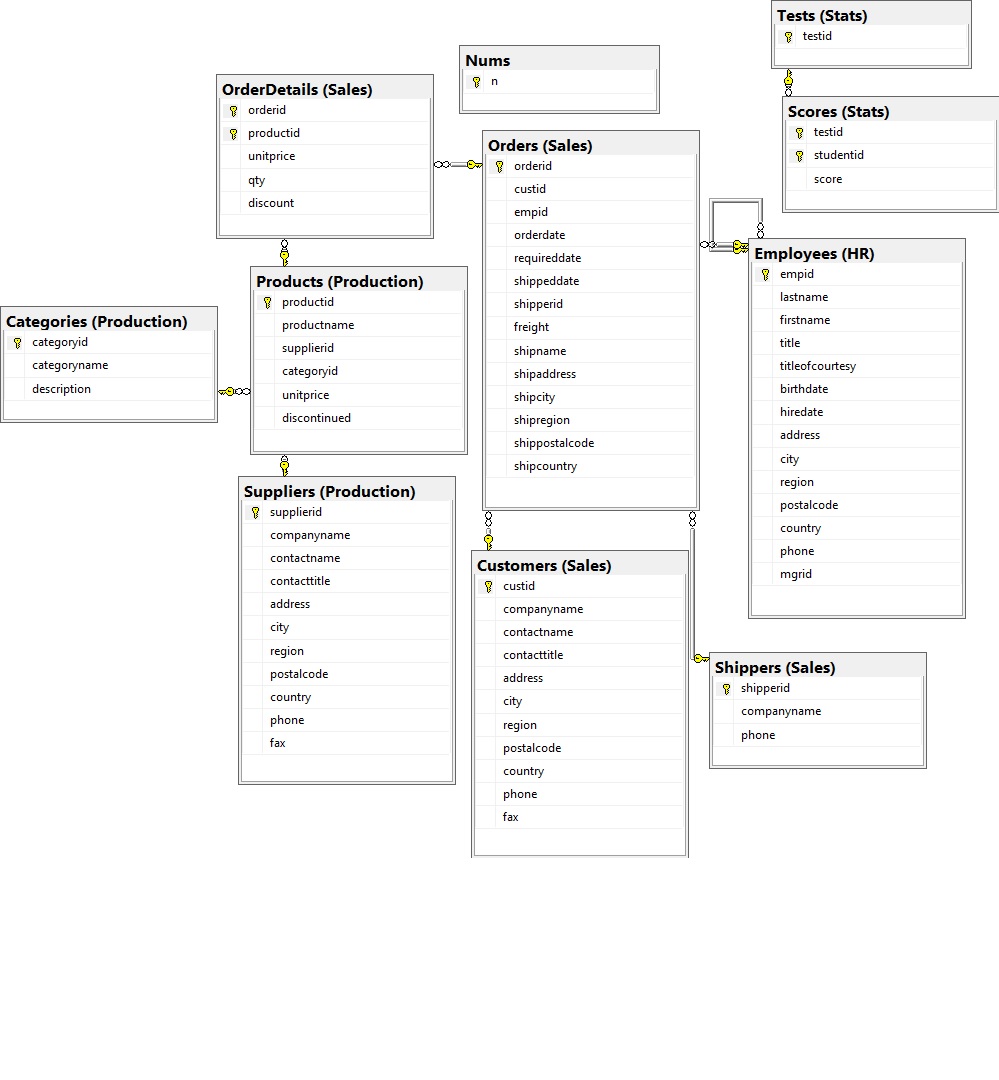 Tests (Stats)
testid
Nums
n
OrderDetails (Sales)
orderid
productid
unitprice
qty
discount
Scores (Stats)
testid
studentid
score
Orders (Sales)
orderid
custid
empid
orderdate
requireddate
shippeddate
shipperid
freight
shipname
shipaddress
shipcity
shipregion
shippostalcode
shipcountry
Employees (HR)
empid
lastname
firstname
title
titleofcourtesy
birthdate
hiredate
address
city
region
postalcode
country
phone
mgrid
Products (Production)
productid
productname
supplierid
categoryid
unitprice
discontinued
Categories (Production)
categoryid
categoryname
description
Suppliers (Production)
supplierid
companyname
contactname
contacttitle
address
city
region
postalcode
country
phone
fax
Customers (Sales)
custid
companyname
contactname
contacttitle
address
city
region
postalcode
country
phone
fax
Shippers (Sales)
shipperid
companyname
phone